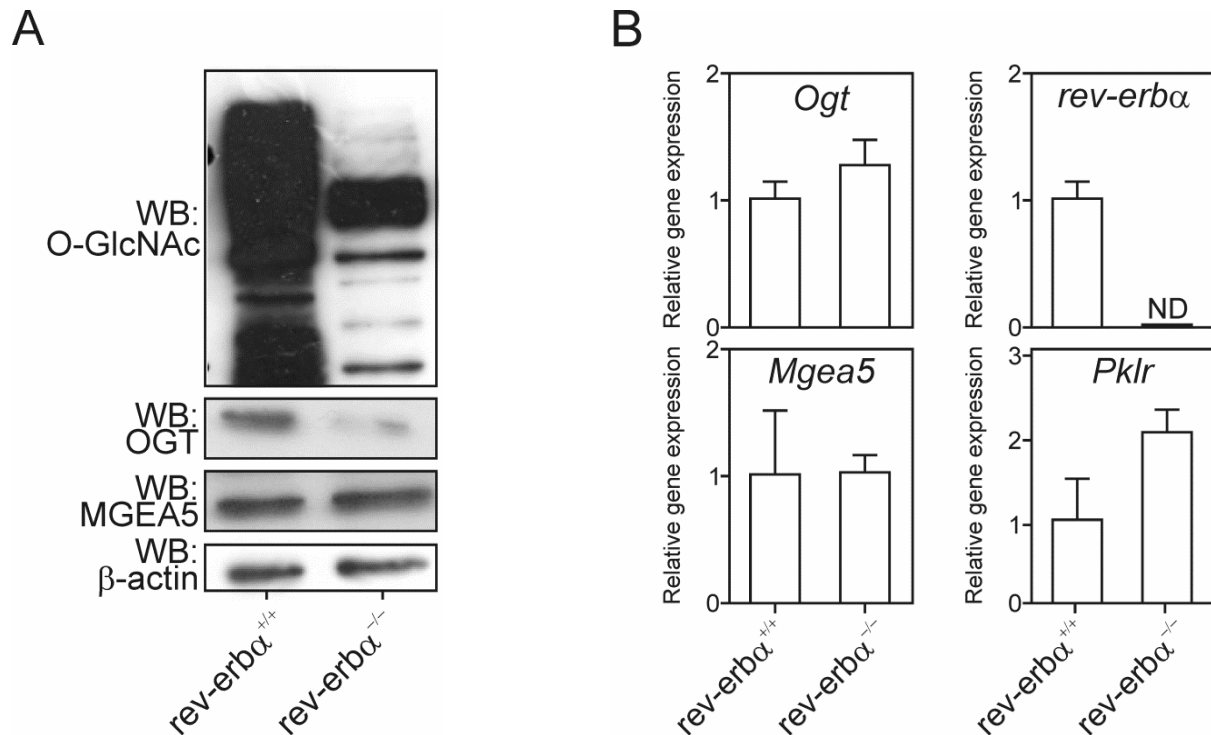 A
WB:
O-GlcNAc
WB:
OGT
WB:
MGEA5
WB:
β-actin
rev-erbα+/+
rev-erbα−/−
B
Relative gene expression
2
1
0
Ogt
Relative gene expression
2
1
0
rev-erbα
ND
Relative gene expression
2
1
0
Mgea5
rev-erbα+/+
rev-erbα−/−
Relative gene expression
3
2
1
0
Pklr
rev-erbα+/+
rev-erbα−/−